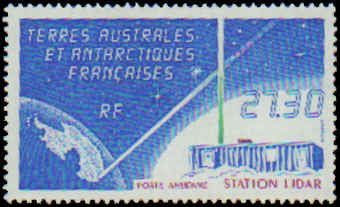 TERRES AUSTRALES
ET ANTARCTIQUES
FRANÇAISES
RF
27.30
POSTE AERIENNE STATION LIDAR